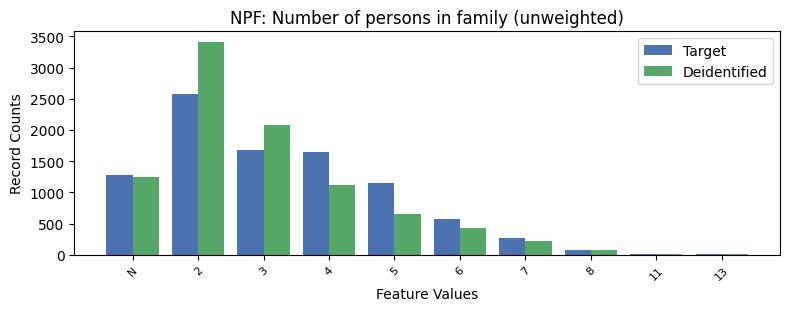 NPF: Number of persons in family (unweighted)
Target
Deidentified
Record Counts
3500
3000
2500
2000
1500
1000
500
0
N 2 3 4 5 6 7 8 11 13
Feature Values